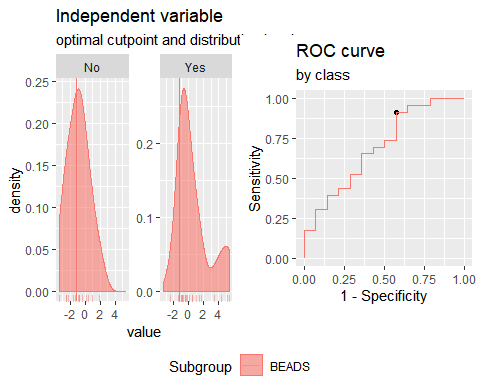 Independent variable
optimal cutpoint and distribut
No
Yes
density
0.25
0.20
0.15
0.10
0.05
0.00
0.2
0.1
0.0
-2 0 2 4
-2 0 2 4
value
ROC curve
by class
Sensitivity
1.00
0.75
0.50
0.25
0.00
0.00 0.25 0.50 0.75 1.00
1 - Specificity
Subgroup
BEADS